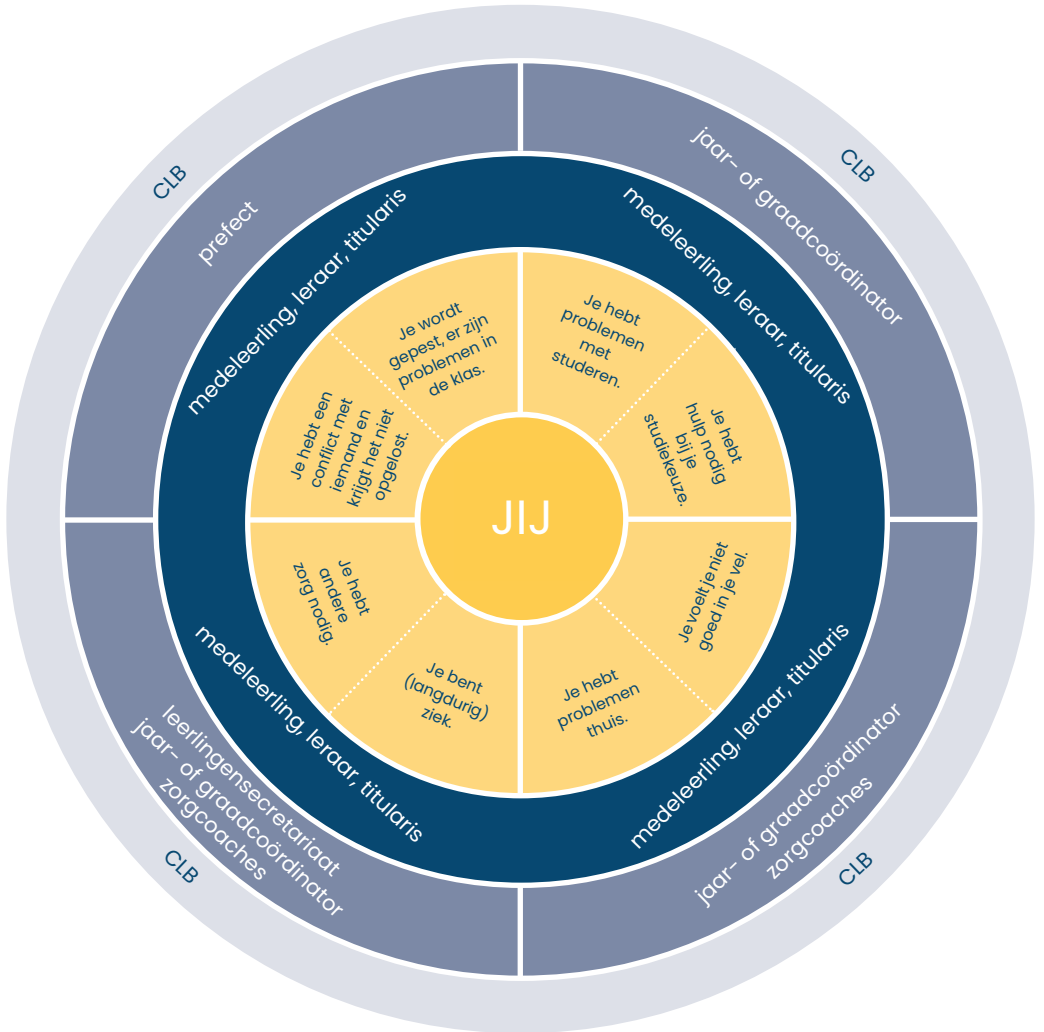 CLB
prefect
medeleerling, leraar, titularis
Je wordt
gepest, er zijn
problemen in
de klas.
Je hebt een
conflict met
iemand en
krijgt het niet
opgelost.
CLB
jaar- of graadcoördinator
medeleerling, leraar, titularis
Je hebt
problemen
met
studeren.
Je hebt
hulp nodig
bij je
studiekeuze.
JIJ
Je voelt je niet
goed in je vel.
Je hebt
problemen
thuis.
medeleerling, leraar, titularis
jaar- of graadcoördinator
zorgcoaches
CLB
Je hebt
andere
zorg nodig.
Je bent
(langdurig)
ziek.
medeleerling, leraar, titularis
leerlingensecretariaat
jaar- of graadcoördinator
zorgcoaches
CLB